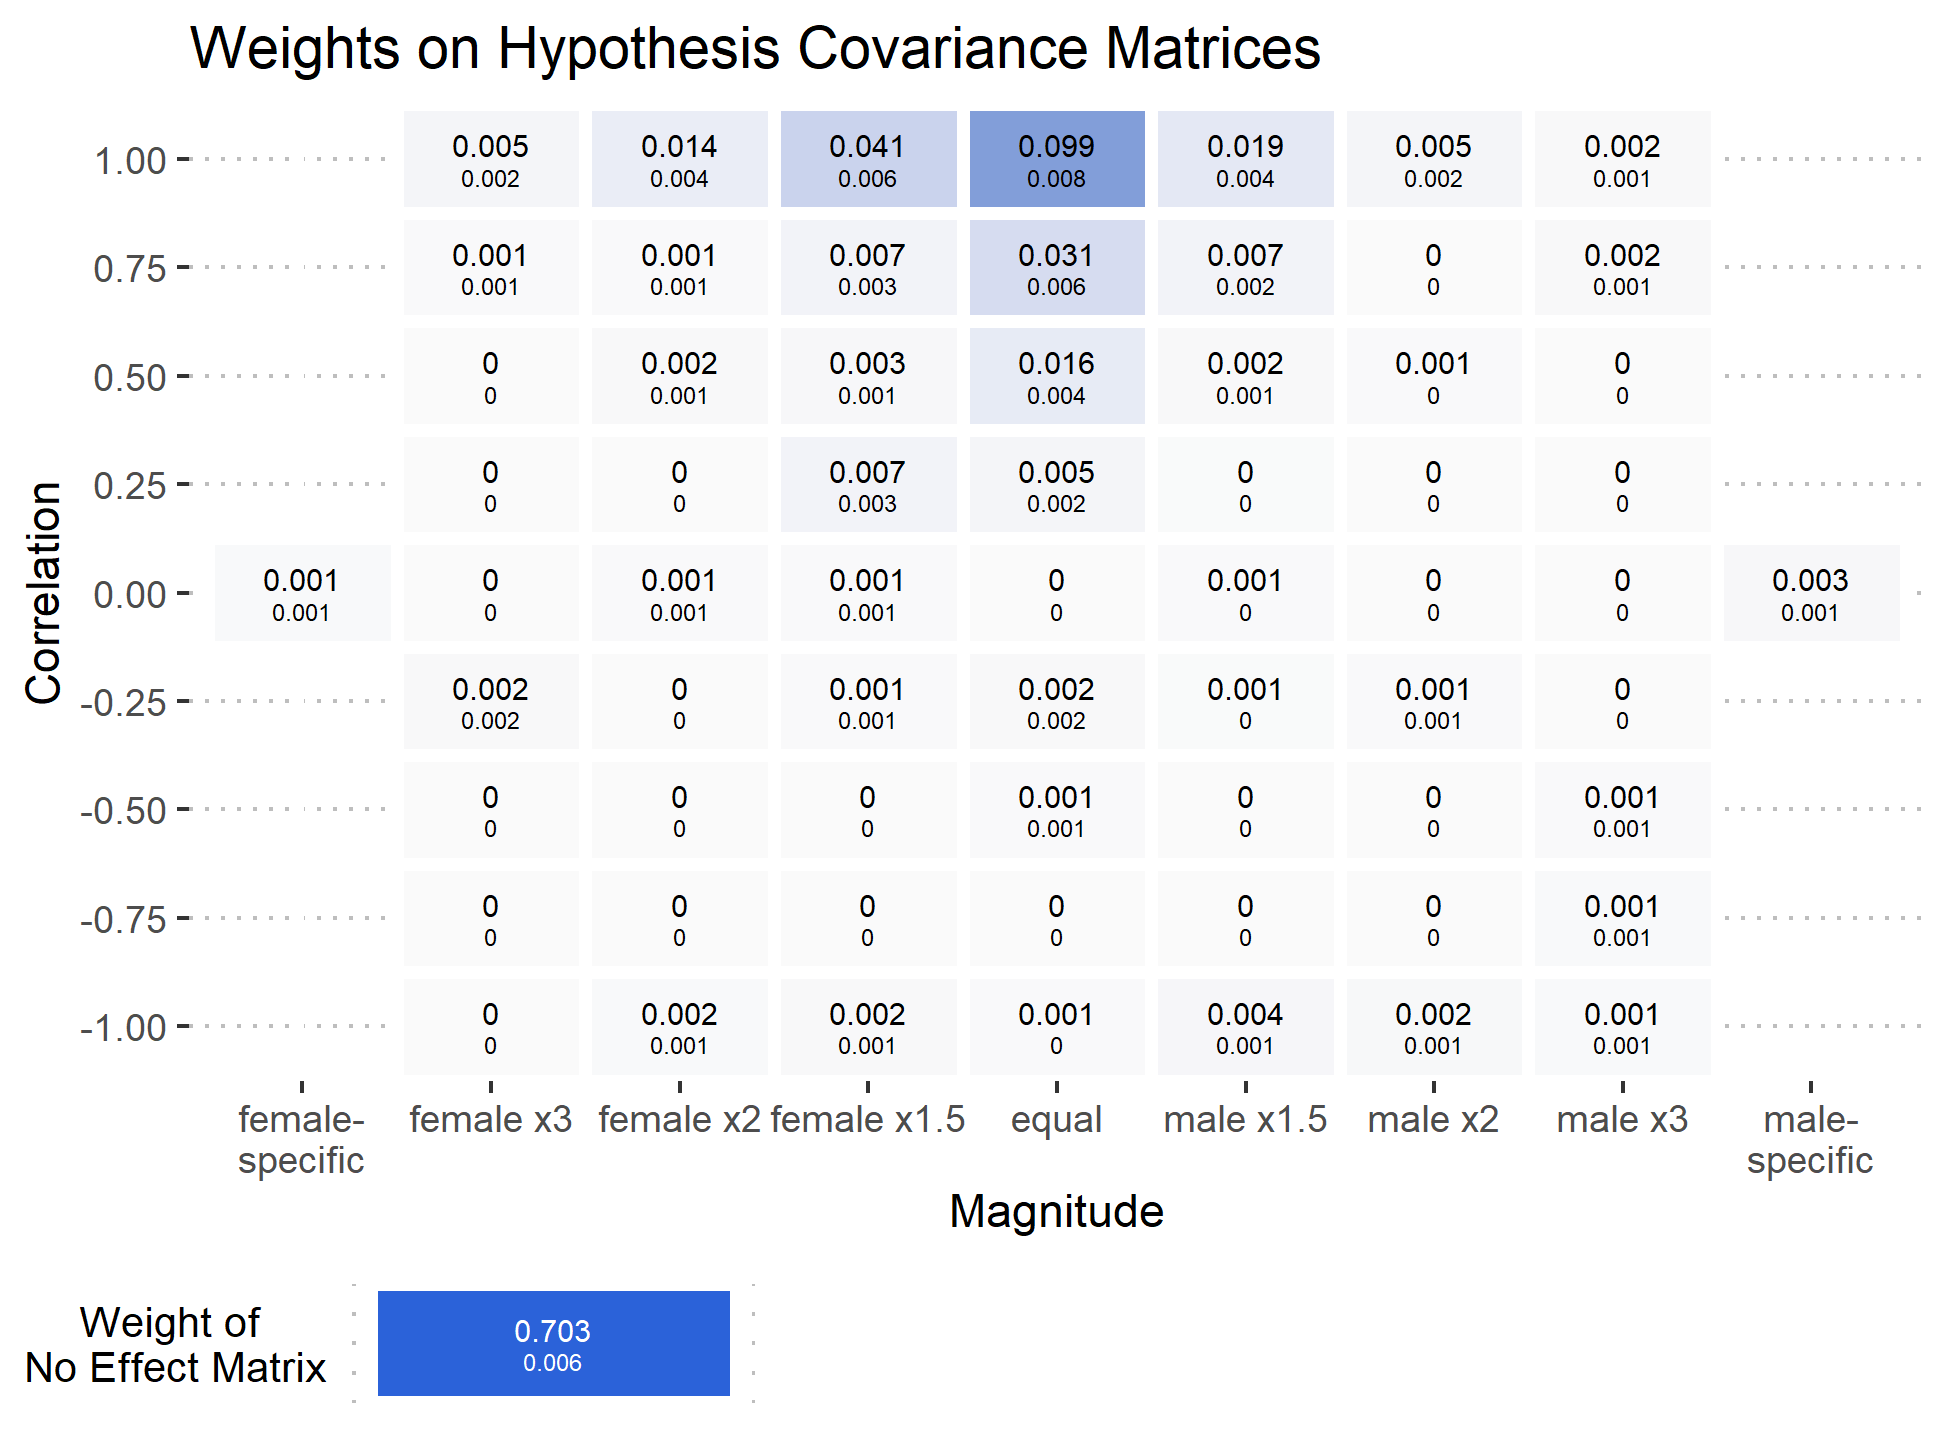 Weights on Hypothesis Covariance Matrices
1.00
0.005 0.014 0.041 0.099 0.019 0.005 0.002
0.002 0.004 0.006 0.008 0.004 0.002 0.001
0.75
0.001 0.001 0.007 0.031 0.007 0 0.002
0.001 0.001 0.003 0.006 0.002 0 0.001
0.50
0 0.002 0.003 0.016 0.002 0.001 0
0 0.001 0.001 0.004 0.001 0 0
0.25
0 0 0.007 0.005 0 0 0
0 0 0.003 0.002 0 0 0
0.00
0.001 0 0.001 0.001 0 0.001 0 0 0.003
0.001 0 0.001 0.001 0 0 0 0 0.001
-0.25
0.002 0 0.001 0.002 0.001 0.001 0
0.002 0 0.001 0.002 0 0.001 0
-0.50
0 0 0 0.001 0 0 0.001
0 0 0 0.001 0 0 0.001
-0.75
0 0 0 0 0 0 0.001
0 0 0 0 0 0 0.001
-1.00
0 0.002 0.002 0.001 0.004 0.002 0.001
0 0.001 0.001 0 0.001 0.001 0.001
Correlation
female- female x3 female x2 female x1.5 equal male x1.5 male x2 male x3 male-
specific specific
Magnitude
Weight of
No Effect Matrix
0.703
0.006